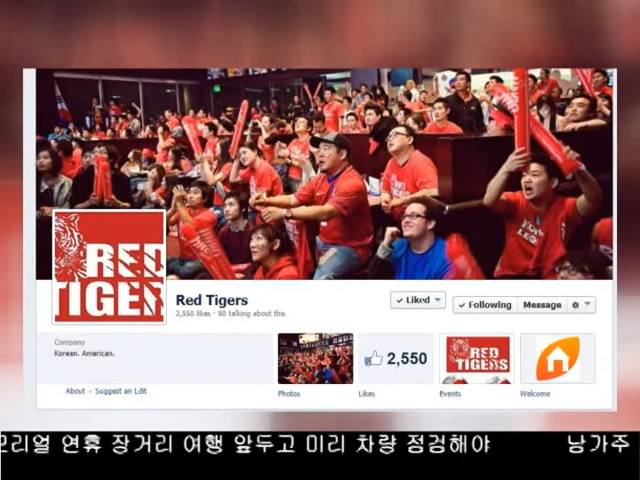 RED
TIGERS
Red Tigers
2,550 likes · 80 talking about this
Liked
Following
Message
Company
Korean. American.
About – Suggest an Edit
2,550
RED
TIGERS
Photos
Likes
Events
Welcome
모리얼 연휴 장거리 여행 앞두고 미리 차량 점검해야 남가주